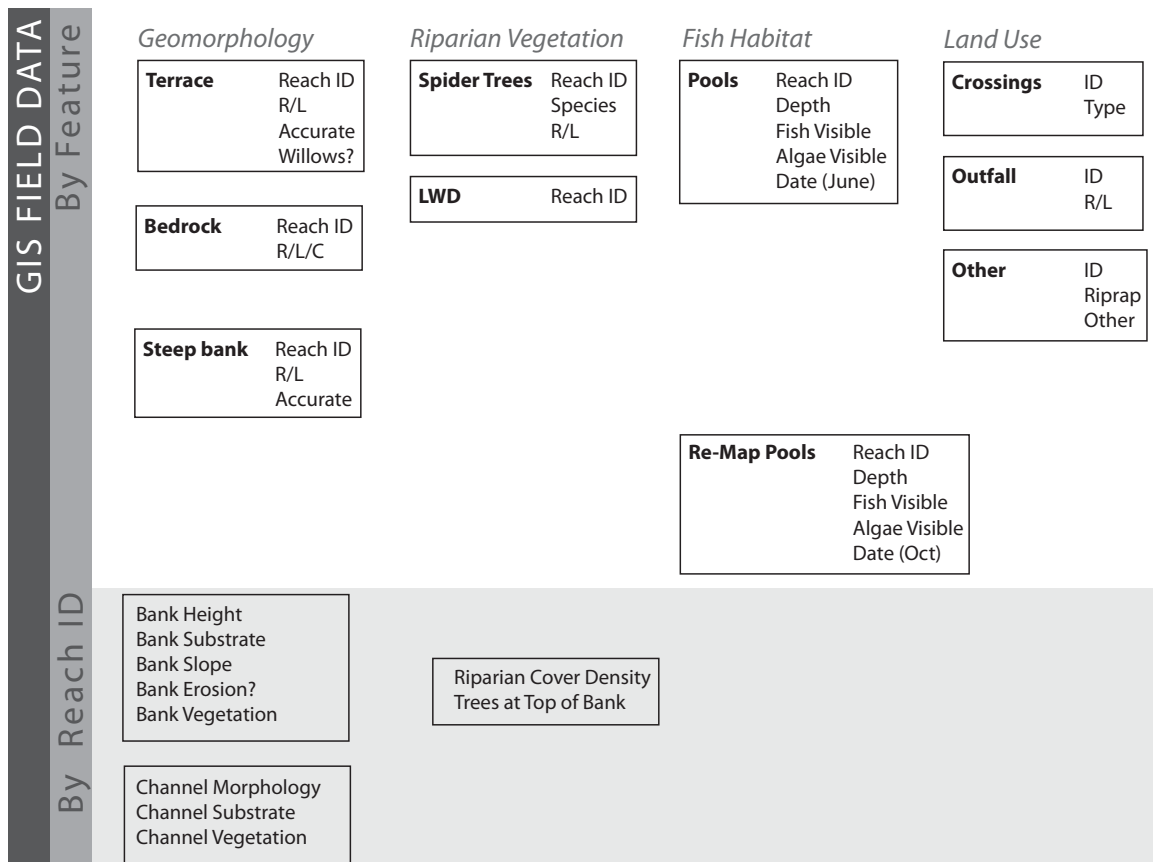 GIS FIELD DATA
By Feature
Geomorphology
Terrace Reach ID
R/L
Accurate
Willows?
Bedrock Reach ID
R/L/C
Steep bank Reach ID
R/L
Accurate
Riparian Vegetation
Spider Trees Reach ID
Species
R/L
LWD Reach ID
Fish Habitat
Pools Reach ID
Depth
Fish Visible
Algae Visible
Date (June)
Re-Map Pools Reach ID
Depth
Fish Visible
Algae Visible
Date (Oct)
Land Use
Crossings ID
Type
Outfall ID
R/L
Other ID
Riprap
Other
By Reach ID
Bank Height
Bank Substrate
Bank Slope
Bank Erosion?
Bank Vegetation
Channel Morphology
Channel Substrate
Channel Vegetation
Riparian Cover Density
Trees at Top of Bank